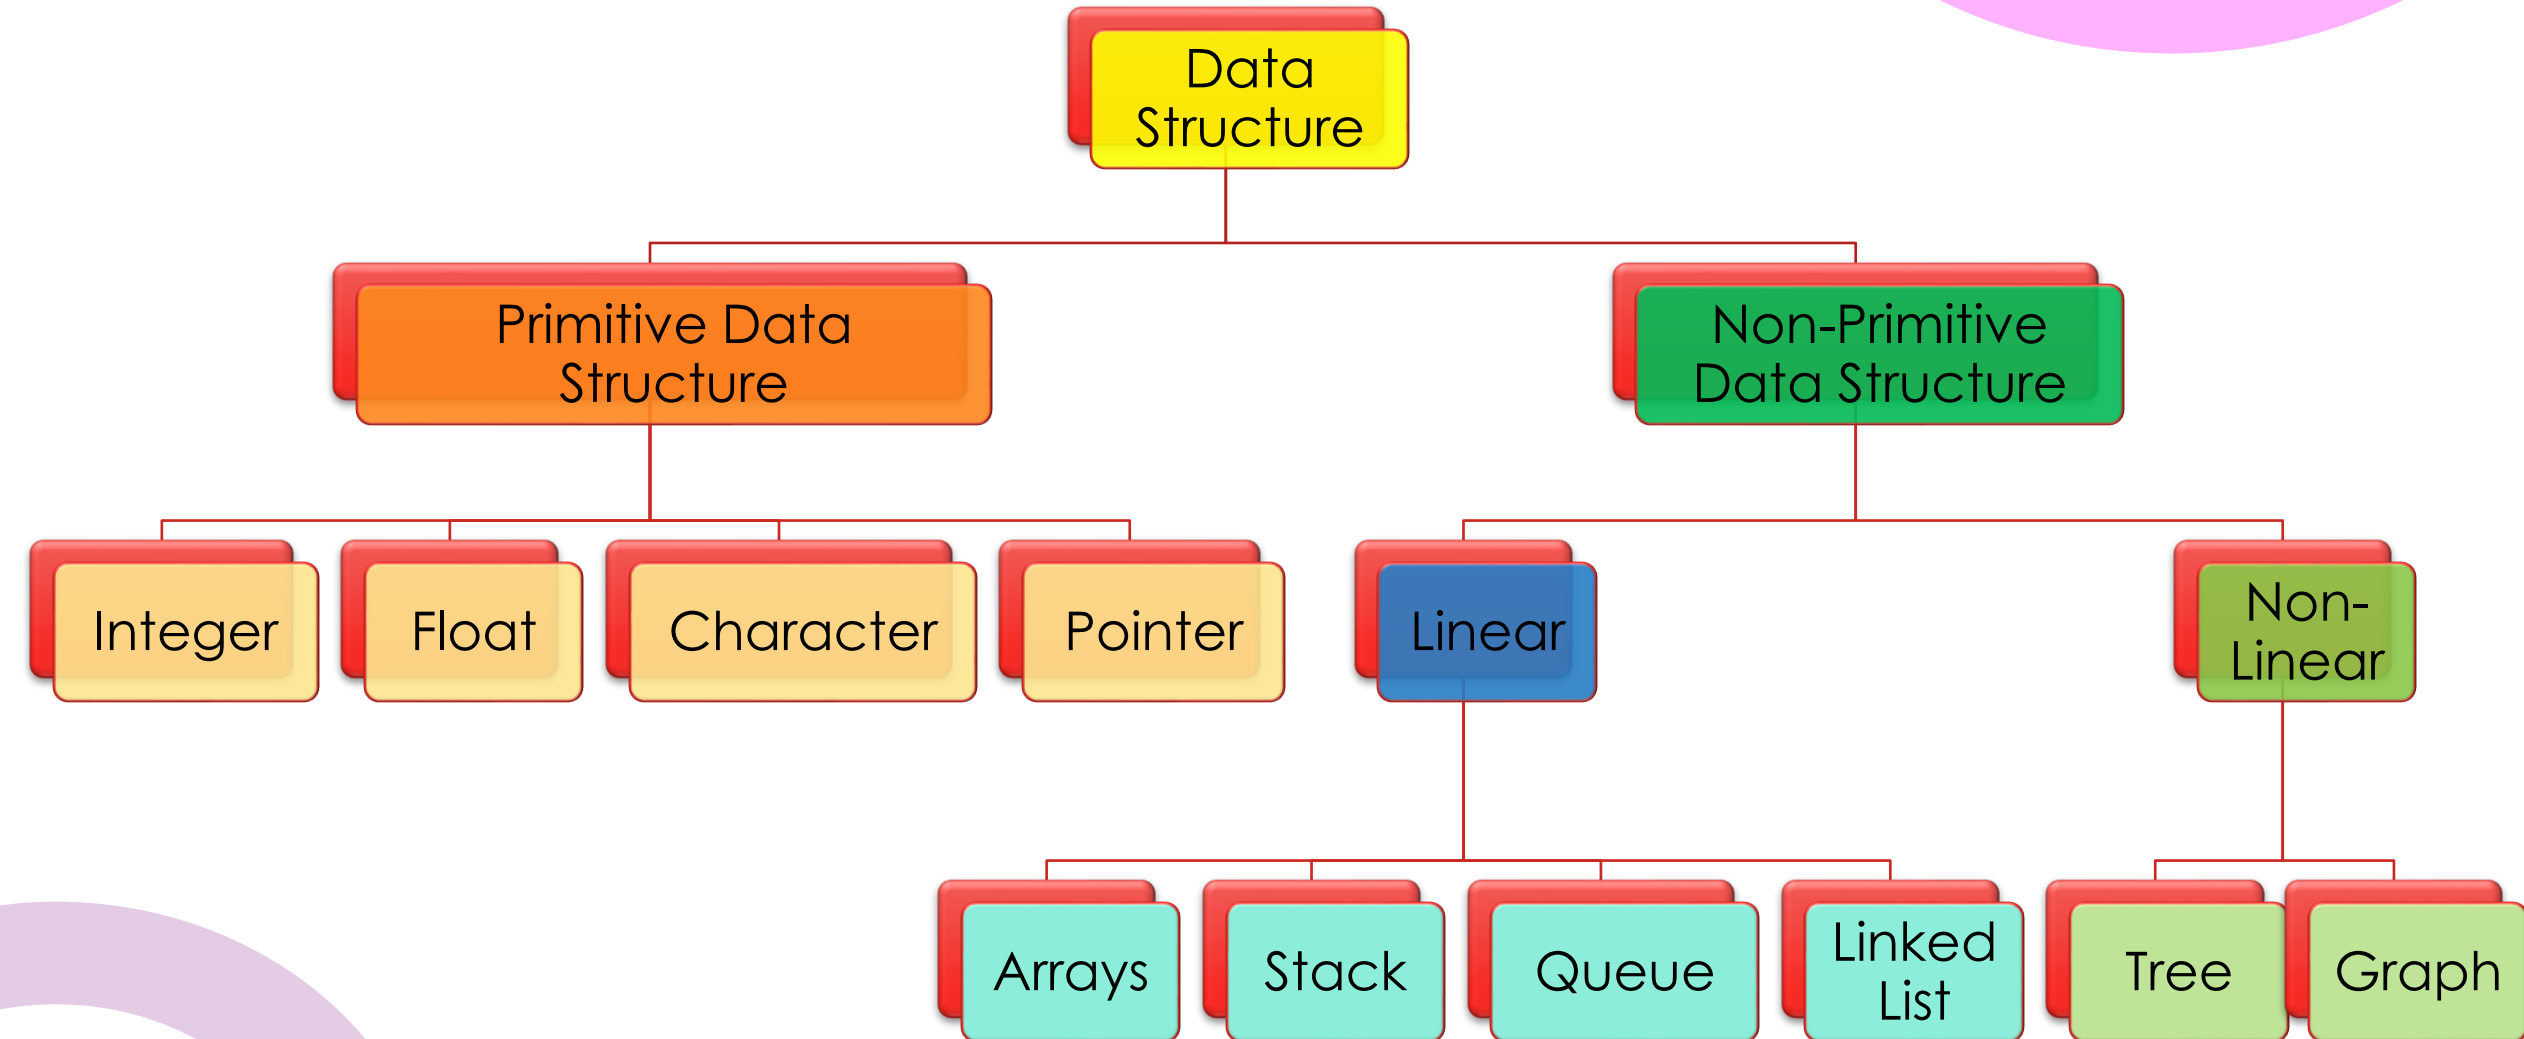 Data
Structure
Primitive Data
Structure
Non-Primitive
Data Structure
Integer
Float
Character
Pointer
Linear
Non-
Linear
Arrays
Stack
Queue
Linked
List
Tree
Graph